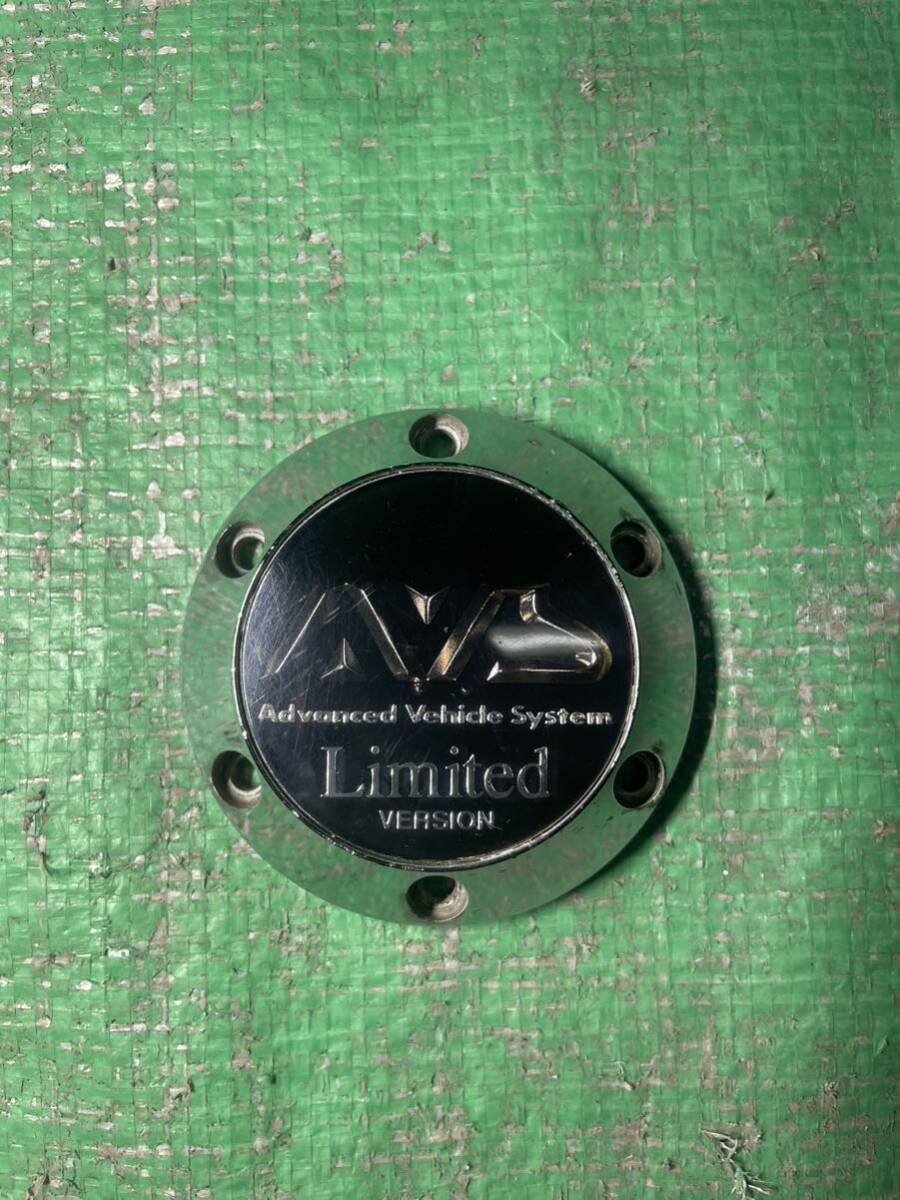 AVS
Advanced Vehicle System
Limited
VERSION